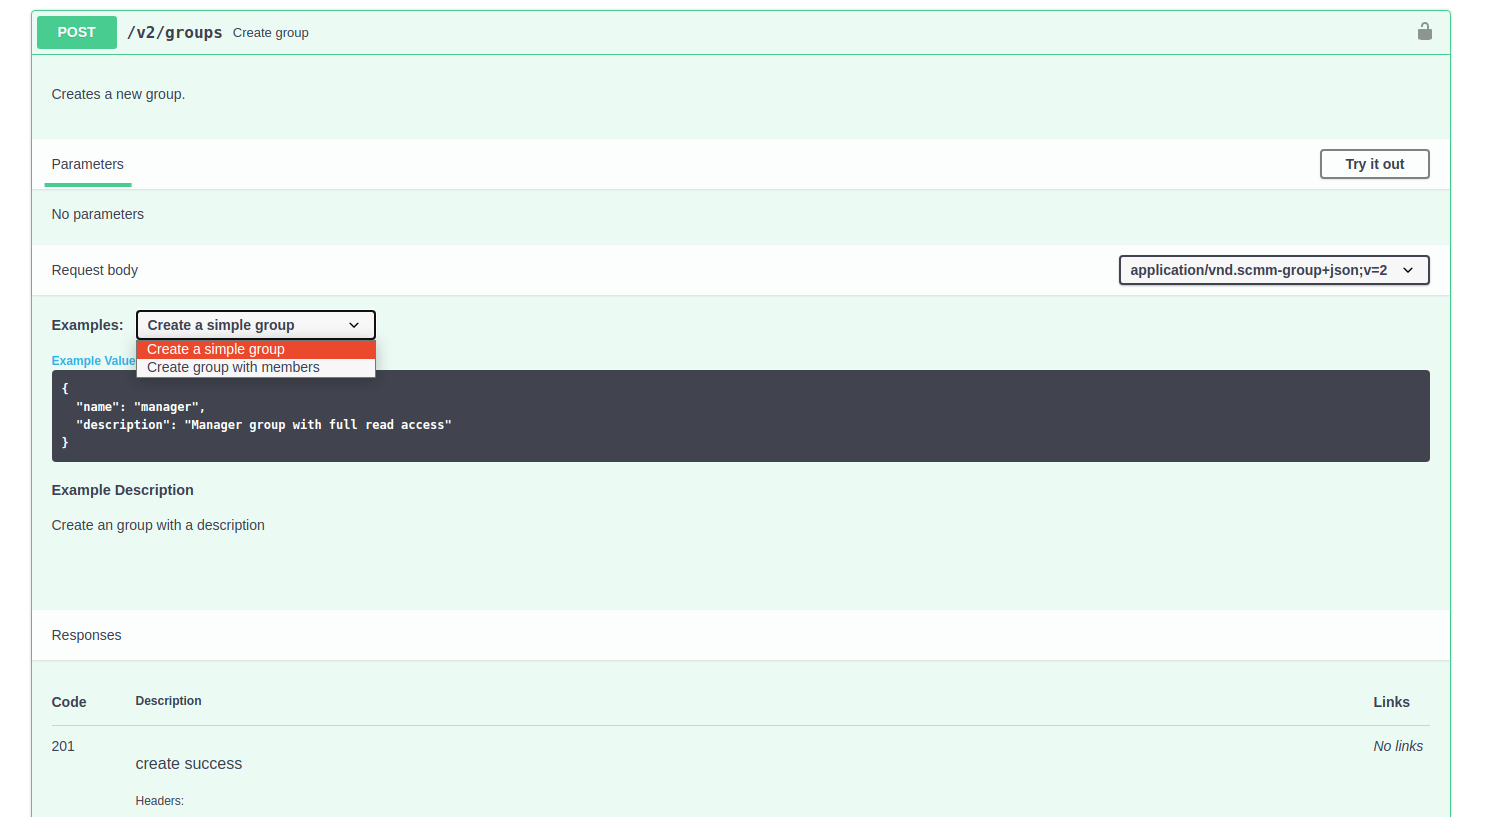 POST /v2/groups Create group
Creates a new group.
Parameters Try it out
No parameters
Request body application/vnd.scmm-group+json;v=2
Examples: Create a simple group
Create a simple group
Create group with members
Example Value
{
"name": "manager",
"description": "Manager group with full read access"
}
Example Description
Create an group with a description
Responses
Code Description Links
201 No links
create success
Headers: